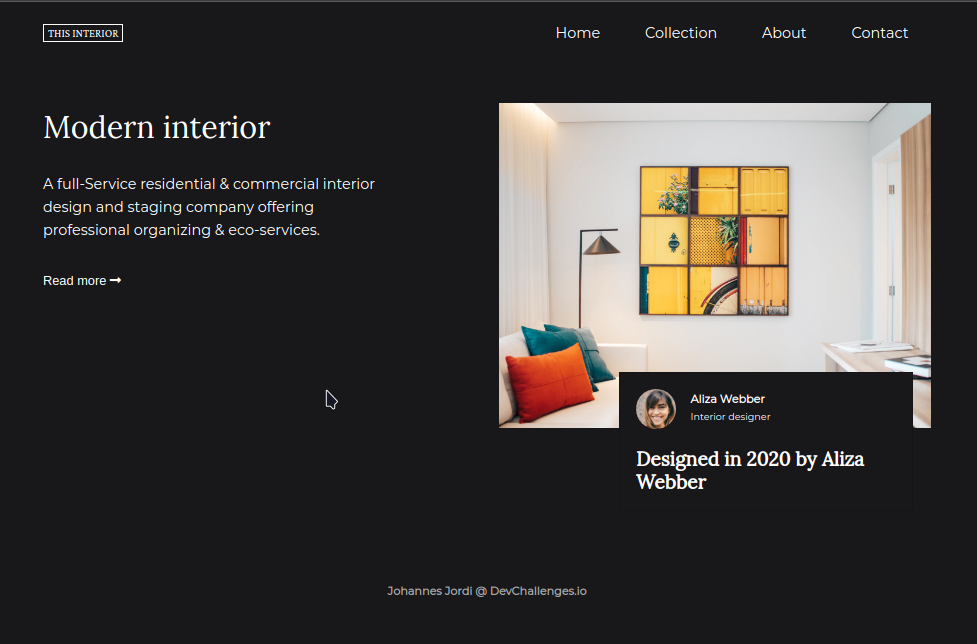 THIS INTERIOR
Home Collection About Contact
Modern interior
A full-Service residential & commercial interior
design and staging company offering
professional organizing & eco-services.
Read more
Aliza Webber
Interior designer
Designed in 2020 by Aliza
Webber
Johannes Jordi @ DevChallenges.io